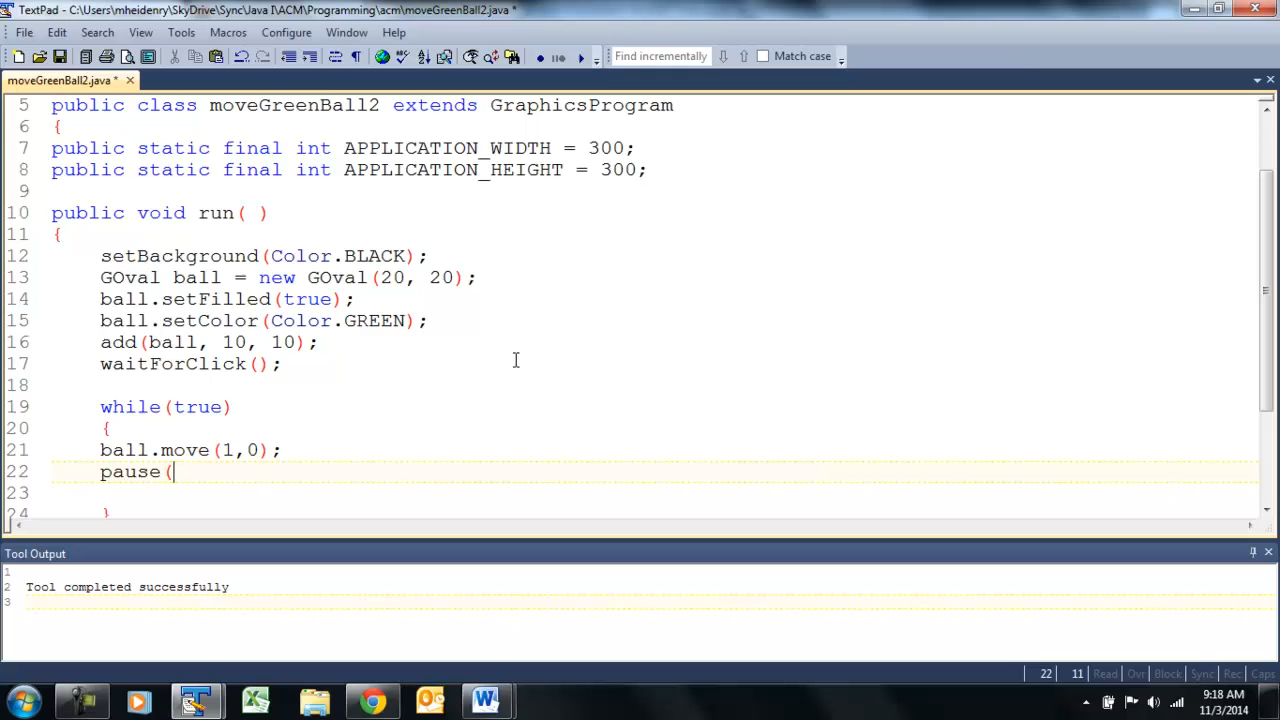 TextPad - C:\Users\mheidenry\SkyDrive\Sync\Java I\ACM\Programming\acm\moveGreenBall2.java *
File Edit Search View Tools Macros Configure Window Help
Find incrementally Match case
moveGreenBall2.java *
5 public class moveGreenBall2 extends GraphicsProgram
6 {
7 public static final int APPLICATION_WIDTH = 300;
8 public static final int APPLICATION_HEIGHT = 300;
9
10 public void run( )
11 {
12 setBackground(Color.BLACK);
13 GOval ball = new GOval(20, 20);
14 ball.setFilled(true);
15 ball.setColor(Color.GREEN);
16 add(ball, 10, 10);
17 waitForClick();
18
19 while(true)
20 {
21 ball.move(1,0);
22 pause(
23
24 }
Tool Output
1
2 Tool completed successfully
3
22 11 Read Ovr Block Sync Rec Caps
9:18 AM
11/3/2014